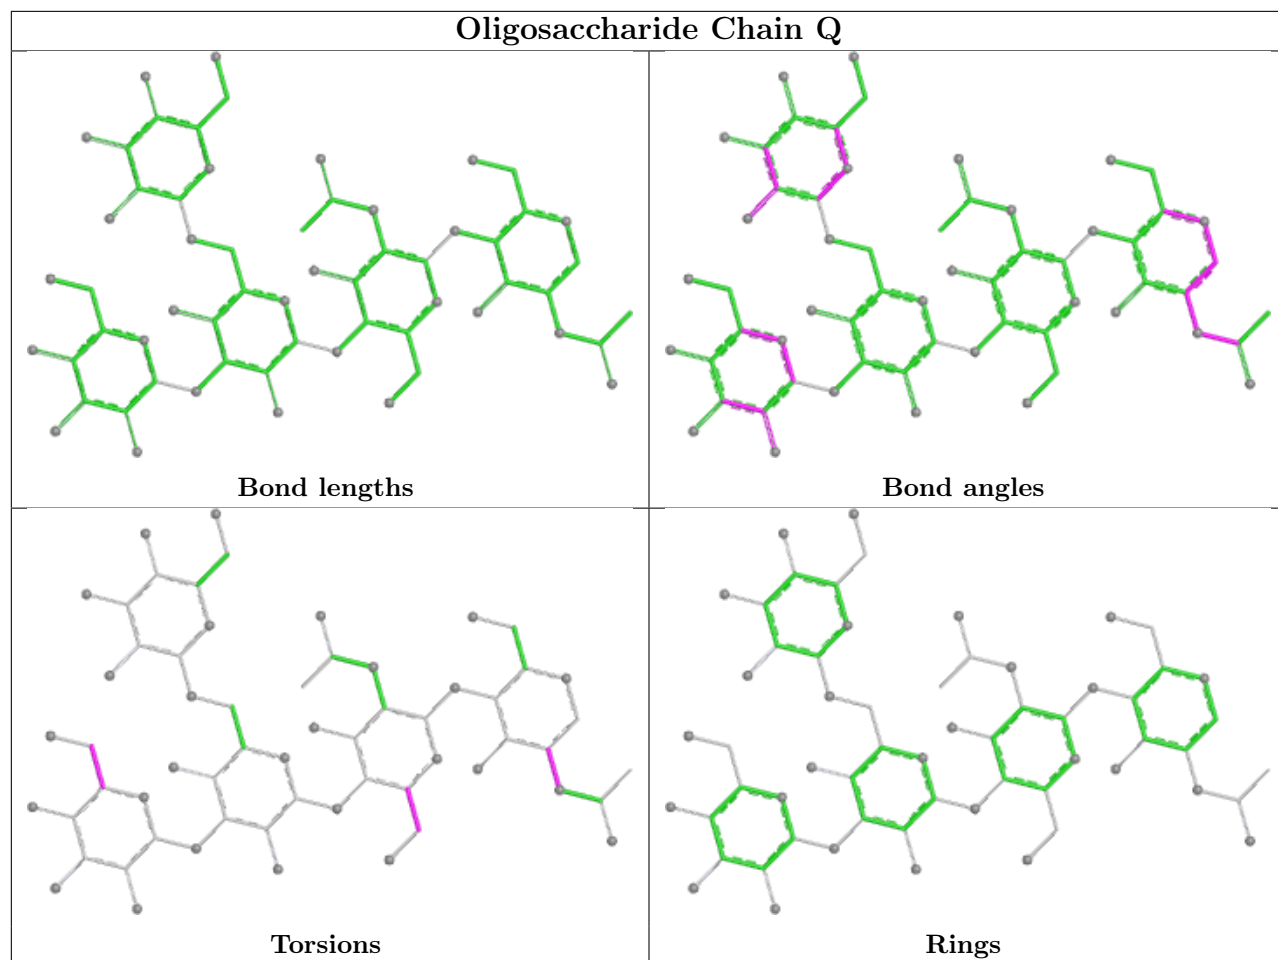 Oligosaccharide Chain Q
Bond lengths
Bond angles
Torsions
Rings